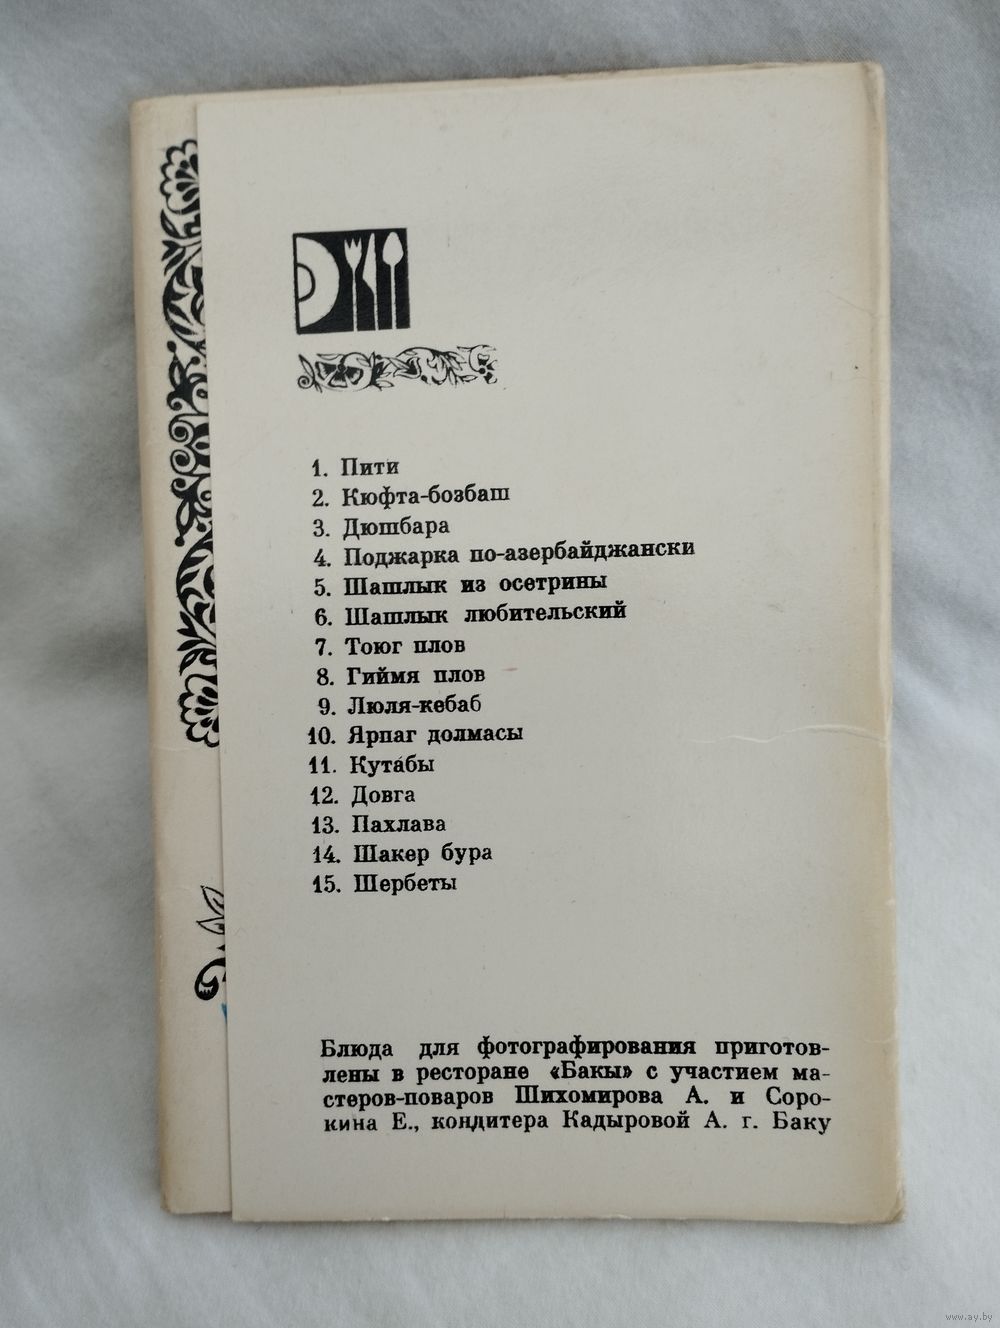 1. Пити
2. Кюфта-бозбаш
3. Дюшбара
4. Поджарка по-азербайджански
5. Шашлык из осетрины
6. Шашлык любительский
7. Тоюг плов
8. Гиймя плов
9. Люля-кебаб
10. Ярпаг долмасы
11. Кута́бы
12. Довга
13. Пахлава
14. Шакер бура
15. Шербеты
Блюда для фотографирования приготов-
лены в ресторане «Бакы» с участием ма-
стеров-поваров Шихомирова А. и Соро-
кина Е., кондитера Кадыровой А. г. Баку
www.ay.by